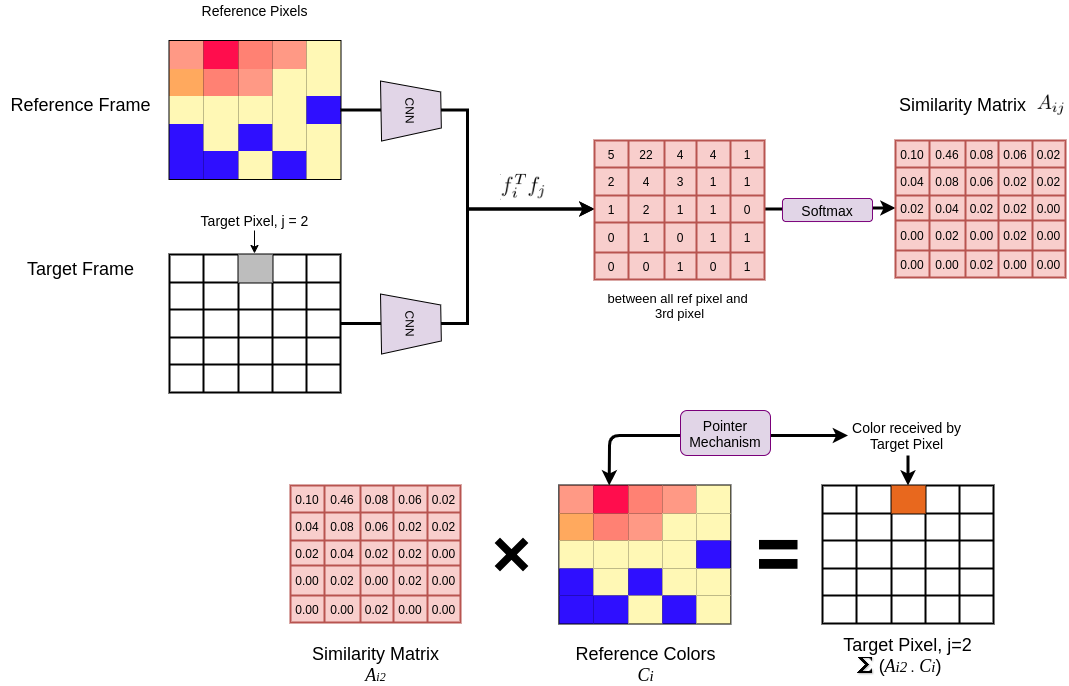 Reference Pixels
Reference Frame
CNN
Target Pixel, j = 2
Target Frame
CNN
f_i^T f_j
5 22 4 4 1
2 4 3 1 1
1 2 1 1 0
0 1 0 1 1
0 0 1 0 1
between all ref pixel and
3rd pixel
Softmax
Similarity Matrix A_ij
0.10 0.46 0.08 0.06 0.02
0.04 0.08 0.06 0.02 0.02
0.02 0.04 0.02 0.02 0.00
0.00 0.02 0.00 0.02 0.00
0.00 0.00 0.02 0.00 0.00
Pointer
Mechanism
Color received by
Target Pixel
0.10 0.46 0.08 0.06 0.02
0.04 0.08 0.06 0.02 0.02
0.02 0.04 0.02 0.02 0.00
0.00 0.02 0.00 0.02 0.00
0.00 0.00 0.02 0.00 0.00
×
=
Similarity Matrix
A_i2
Reference Colors
C_i
Target Pixel, j=2
Σ (A_i2 . C_i)